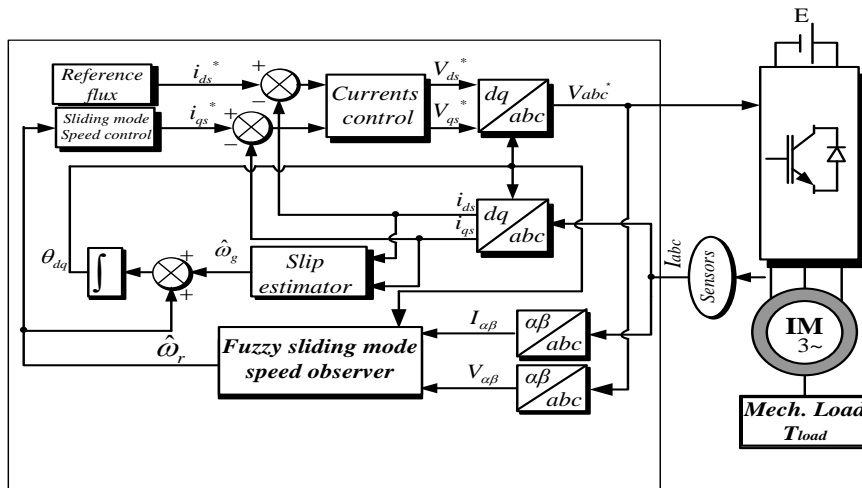 E
Reference
flux
i_ds*
+
−
Currents
control
V_ds*
V_qs*
dq
abc
V_abc*
Sliding mode
Speed control
i_qs*
+
−
i_ds
i_qs
dq
abc
θ_dq
∫
+
+
ω̂_g
Slip
estimator
I_abc
Sensors
ω̂_r
Fuzzy sliding mode
speed observer
I_αβ
αβ
abc
V_αβ
αβ
abc
IM
3~
Mech. Load
T_load